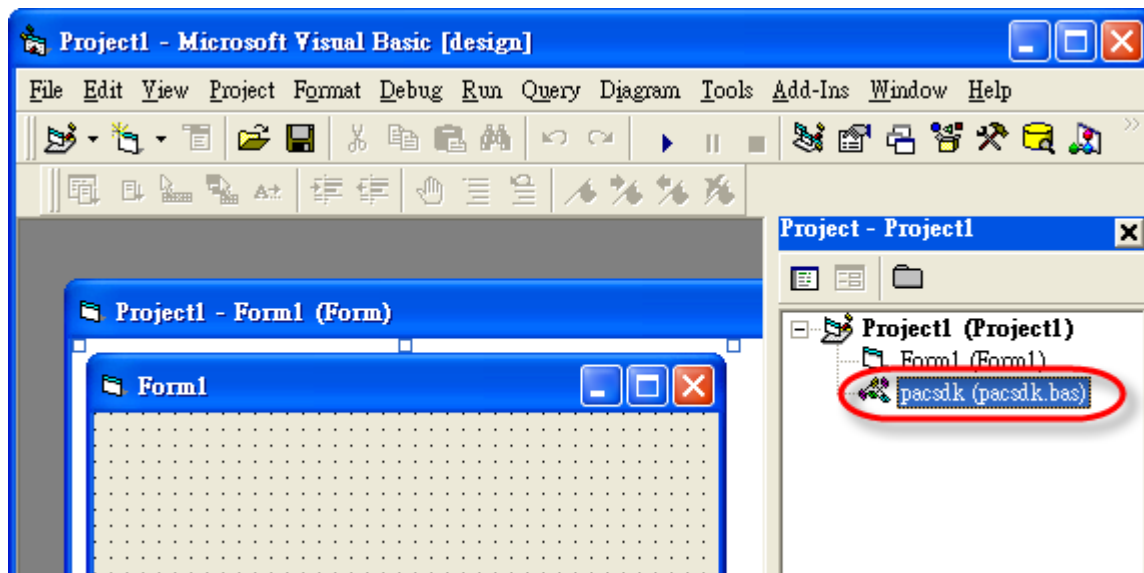 Project1 - Microsoft Visual Basic [design]
File Edit View Project Format Debug Run Query Diagram Tools Add-Ins Window Help
Project - Project1
Project1 - Form1 (Form)
Project1 (Project1)
Form1 (Form1)
pacsdk (pacsdk.bas)
Form1